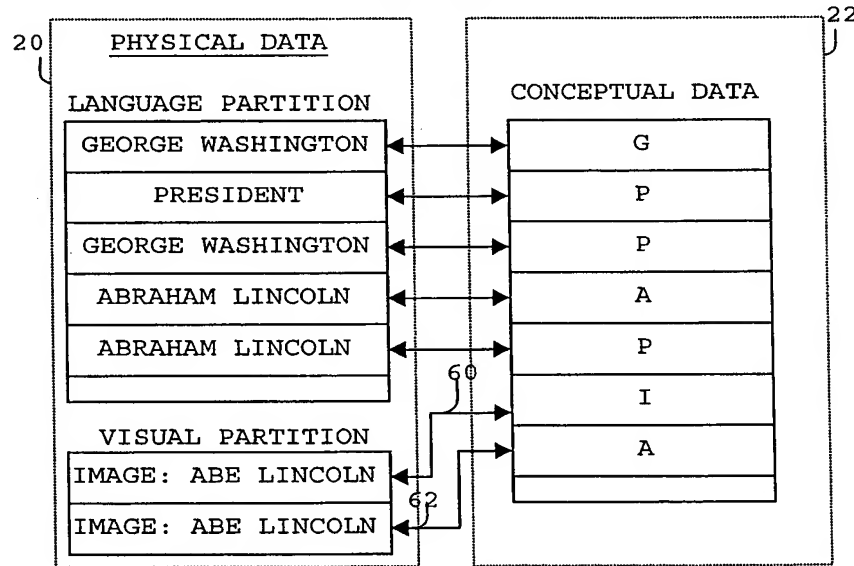 20
PHYSICAL DATA
LANGUAGE PARTITION
GEORGE WASHINGTON
PRESIDENT
GEORGE WASHINGTON
ABRAHAM LINCOLN
ABRAHAM LINCOLN
VISUAL PARTITION
IMAGE: ABE LINCOLN
IMAGE: ABE LINCOLN
60
62
22
CONCEPTUAL DATA
G
P
P
A
P
I
A